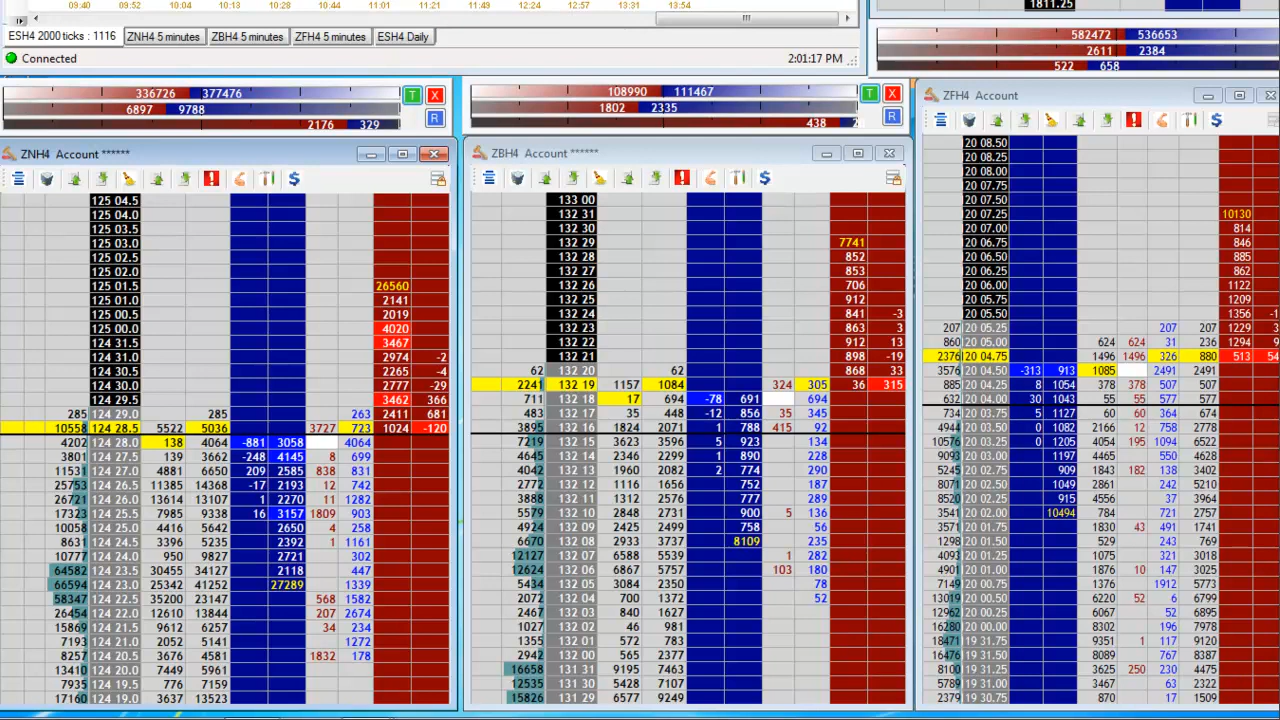 09:40 09:52 10:04 10:13 10:28 10:43 11:01 11:21 11:29 13:24 13:54
1811.25
ESH4 2000 ticks : 1116 ZNH4 5 minutes ZBH4 5 minutes ZFH4 5 minutes ESH4 Daily
582472 536653
2611 2384
522 658
Connected 2:01:17 PM
336726 377476 T X
6897 9788 R
2176 329
108990 111467 T X
1802 2335 R
438
ZFH4 Account
ZNH4 Account ******
125 04.5
125 04.0
125 03.5
125 03.0
125 02.5
125 02.0
125 01.5 26560
125 01.0 2141
125 00.5 2019
125 00.0 4020
124 31.5 3467
124 31.0 2974 -2
124 30.5 2265 -4
124 30.0 2777 -29
124 29.5 3462 366
285 124 29.0 285 263 2411 681
10558 124 28.5 5522 5036 3727 723 1024 -120
4202 124 28.0 138 4064 -881 3058 4064
3801 124 27.5 139 3662 -248 4145 8 699
11531 124 27.0 4881 6650 209 2585 838 831
25753 124 26.5 11385 14368 -17 2193 12 742
26721 124 26.0 13614 13107 1 2270 11 1282
17323 124 25.5 7985 9338 16 3157 1809 903
10058 124 25.0 4416 5642 2650 4 258
8631 124 24.5 3396 5235 2392 1 1161
10777 124 24.0 950 9827 2721 302
64582 124 23.5 30455 34127 2118 447
66594 124 23.0 25342 41252 27289 1339
58347 124 22.5 35200 23147 568 1582
26454 124 22.0 12610 13844 207 2674
15869 124 21.5 9612 6257 34 234
7193 124 21.0 2052 5141 1272
8257 124 20.5 3676 4581 1832 178
13410 124 20.0 7449 5961
7935 124 19.5 776 7159
17160 124 19.0 3637 13523
ZBH4 Account ******
133 00
132 31
132 30
132 29 7741
132 28 852
132 27 853
132 26 706
132 25 912
132 24 841 -3
132 23 863 3
132 22 912 13
132 21 898 -19
62 132 20 62 868 33
2241 132 19 1157 1084 324 305 36 315
711 132 18 17 694 -78 691 694
483 132 17 35 448 -12 856 35 413
3895 132 16 1824 2071 1 788 415 92
7219 132 15 3623 3596 5 923 134
4645 132 14 2346 2299 1 890 228
4042 132 13 1960 2082 2 774 290
2772 132 12 1116 1656 752 187
3888 132 11 1312 2576 777 289
5579 132 10 2848 2731 900 5 136
4924 132 09 2425 2499 758 56
6670 132 08 2933 3737 8109 235
12127 132 07 6588 5539 1 282
12624 132 06 6867 5757 103 180
5434 132 05 3084 2350 78
2072 132 04 700 1372 52
2467 132 03 840 1627
1027 132 02 46 981
1355 132 01 572 783
2942 132 00 565 2377
16658 131 31 9195 7463
12535 131 30 5428 7107
15826 131 29 6577 9249
20 08.50
20 08.25
20 08.00
20 07.75
20 07.50
20 07.25 10130
20 07.00 814
20 06.75 846
20 06.50 885
20 06.25 862
20 06.00 1122
20 05.75 1209
20 05.50 1356
207 20 05.25 207 207 1229
860 20 05.00 624 624 31 236 1294
2376 20 04.75 1496 1496 326 880 513
3576 20 04.50 -313 913 1085 2491 2491
885 20 04.25 8 1054 378 378 507 507
632 20 04.00 30 1043 55 55 577 577
734 20 03.75 5 1127 60 60 364 674
4944 20 03.50 0 1082 2166 12 758 2778
10576 20 03.25 0 1205 4054 195 1094 6522
9093 20 03.00 1197 4465 550 4628
5245 20 02.75 909 1843 182 138 3402
8071 20 02.50 1049 2861 242 5210
8520 20 02.25 915 4556 37 3964
3541 20 02.00 10494 784 721 2757
3571 20 01.75 1830 43 491 1741
1298 20 01.50 529 243 769
4093 20 01.25 1075 321 3018
4901 20 01.00 1876 10 147 3025
7149 20 00.75 1376 1912 5773
13019 20 00.50 6220 52 6 6799
12962 20 00.25 6067 52 6895
16280 20 00.00 8302 196 7978
18471 19 31.75 9351 1 117 9120
16476 19 31.50 8089 767 8387
8100 19 31.25 3625 250 230 4475
5789 19 31.00 3467 63 2322
2379 19 30.75 870 17 1509